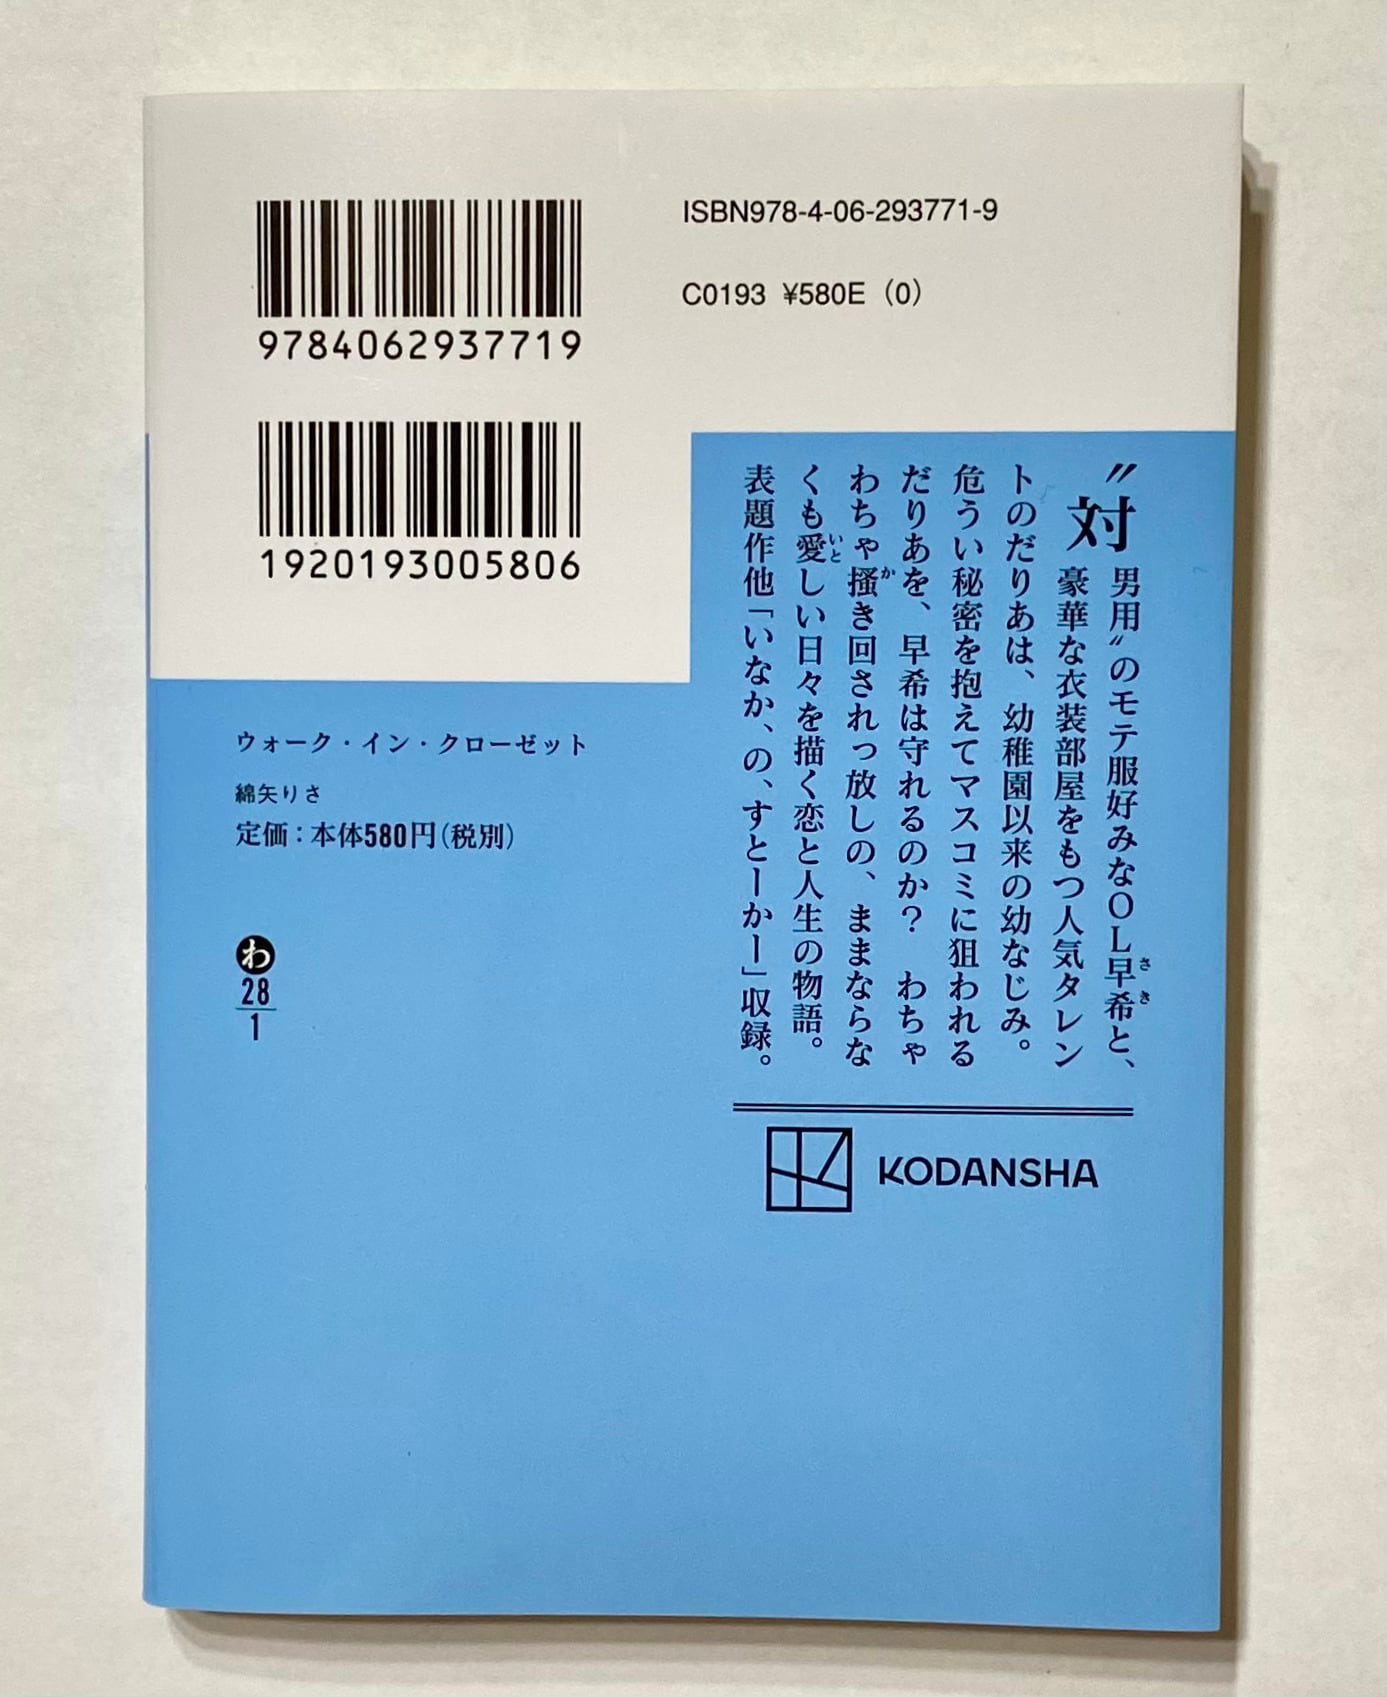 9784062937719
ISBN978-4-06-293771-9
C0193 ¥580E (0)
1920193005806
〝対男用〟のモテ服好みなOL早希と、
豪華な衣装部屋をもつ人気タレン
トのだりあは、幼稚園以来の幼なじみ。
危うい秘密を抱えてマスコミに狙われる
だりあを、早希は守れるのか？　わちゃ
わちゃ掻き回されっ放しの、ままならな
くも愛しい日々を描く恋と人生の物語。
表題作他「いなか、の、すとーかー」収録。
さき
か
いと
ウォーク・イン・クローゼット
綿矢りさ
定価：本体580円（税別）
わ
28
1
KODANSHA